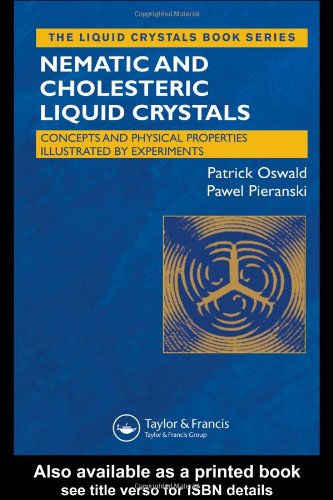 THE LIQUID CRYSTALS BOOK SERIES
NEMATIC AND
CHOLESTERIC
LIQUID CRYSTALS
CONCEPTS AND PHYSICAL PROPERTIES
ILLUSTRATED BY EXPERIMENTS
Patrick Oswald
Pawel Pieranski
Taylor & Francis
Taylor & Francis Group
Also available as a printed book
see title verso for ISBN details